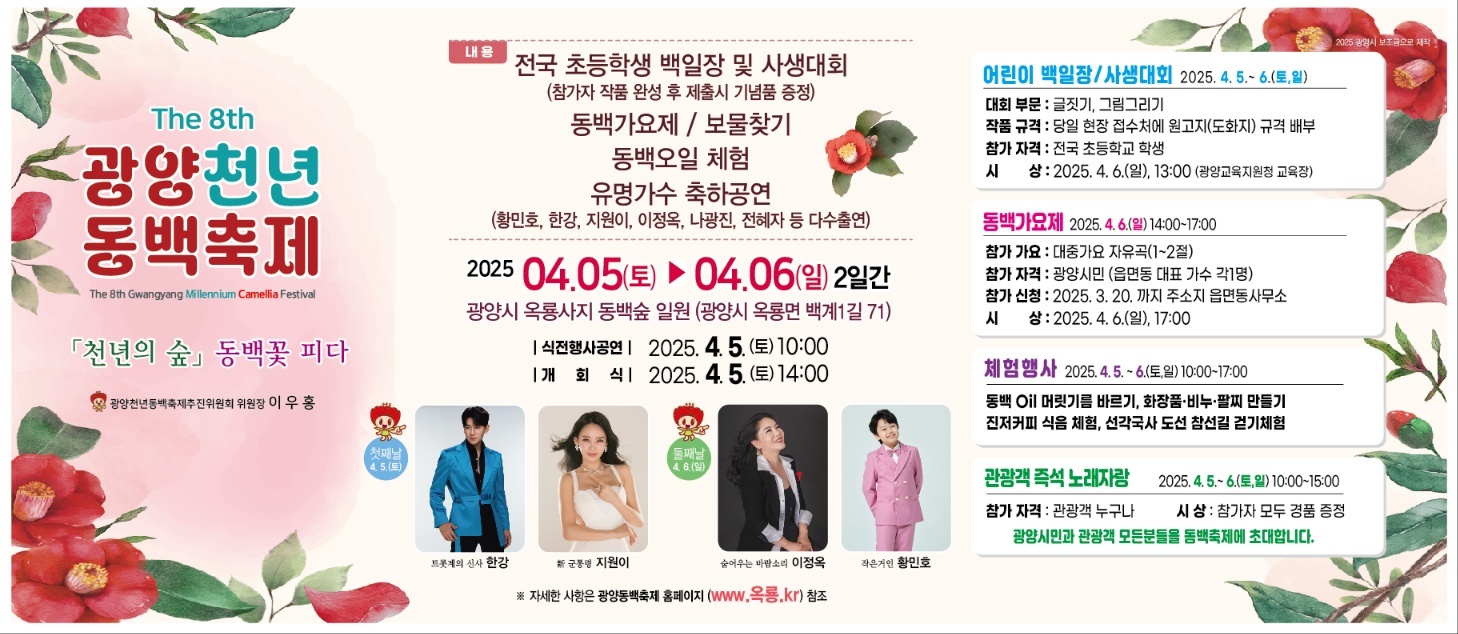 The 8th
광양천년
동백축제
The 8th Gwangyang Millennium Camellia Festival
「천년의 숲」 동백꽃 피다
광양천년동백축제추진위원회 위원장 이 우 홍
내 용
전국 초등학생 백일장 및 사생대회
(참가자 작품 완성 후 제출시 기념품 증정)
동백가요제 / 보물찾기
동백오일 체험
유명가수 축하공연
(황민호, 한강, 지원이, 이정옥, 나광진, 전혜자 등 다수출연)
2025 04.05(토) ▶ 04.06(일) 2일간
광양시 옥룡사지 동백숲 일원 (광양시 옥룡면 백계1길 71)
| 식전행사공연 | 2025. 4. 5. (토) 10:00
| 개 회 식 | 2025. 4. 5. (토) 14:00
첫째날
4. 5.(토)
트롯계의 신사 한강
新 군통령 지원이
둘째날
4. 6.(일)
숨어우는 바람소리 이정옥
작은거인 황민호
※ 자세한 사항은 광양동백축제 홈페이지 (www.옥룡.kr) 참조
2025 광양시 보조금으로 제작
어린이 백일장/사생대회 2025. 4. 5.~ 6.(토,일)
대회 부문 : 글짓기, 그림그리기
작품 규격 : 당일 현장 접수처에 원고지(도화지) 규격 배부
참가 자격 : 전국 초등학교 학생
시 상 : 2025. 4. 6.(일), 13:00 (광양교육지원청 교육장)
동백가요제 2025. 4. 6.(일) 14:00~17:00
참가 가요 : 대중가요 자유곡(1~2절)
참가 자격 : 광양시민 (읍면동 대표 가수 각1명)
참가 신청 : 2025. 3. 20. 까지 주소지 읍면동사무소
시 상 : 2025. 4. 6.(일), 17:00
체험행사 2025. 4. 5. ~ 6.(토,일) 10:00~17:00
동백 Oil 머릿기름 바르기, 화장품·비누·팔찌 만들기
진저커피 식음 체험, 선각국사 도선 참선길 걷기체험
관광객 즉석 노래자랑 2025. 4. 5.~ 6.(토,일) 10:00~15:00
참가 자격 : 관광객 누구나 시 상 : 참가자 모두 경품 증정
광양시민과 관광객 모든분들을 동백축제에 초대합니다.